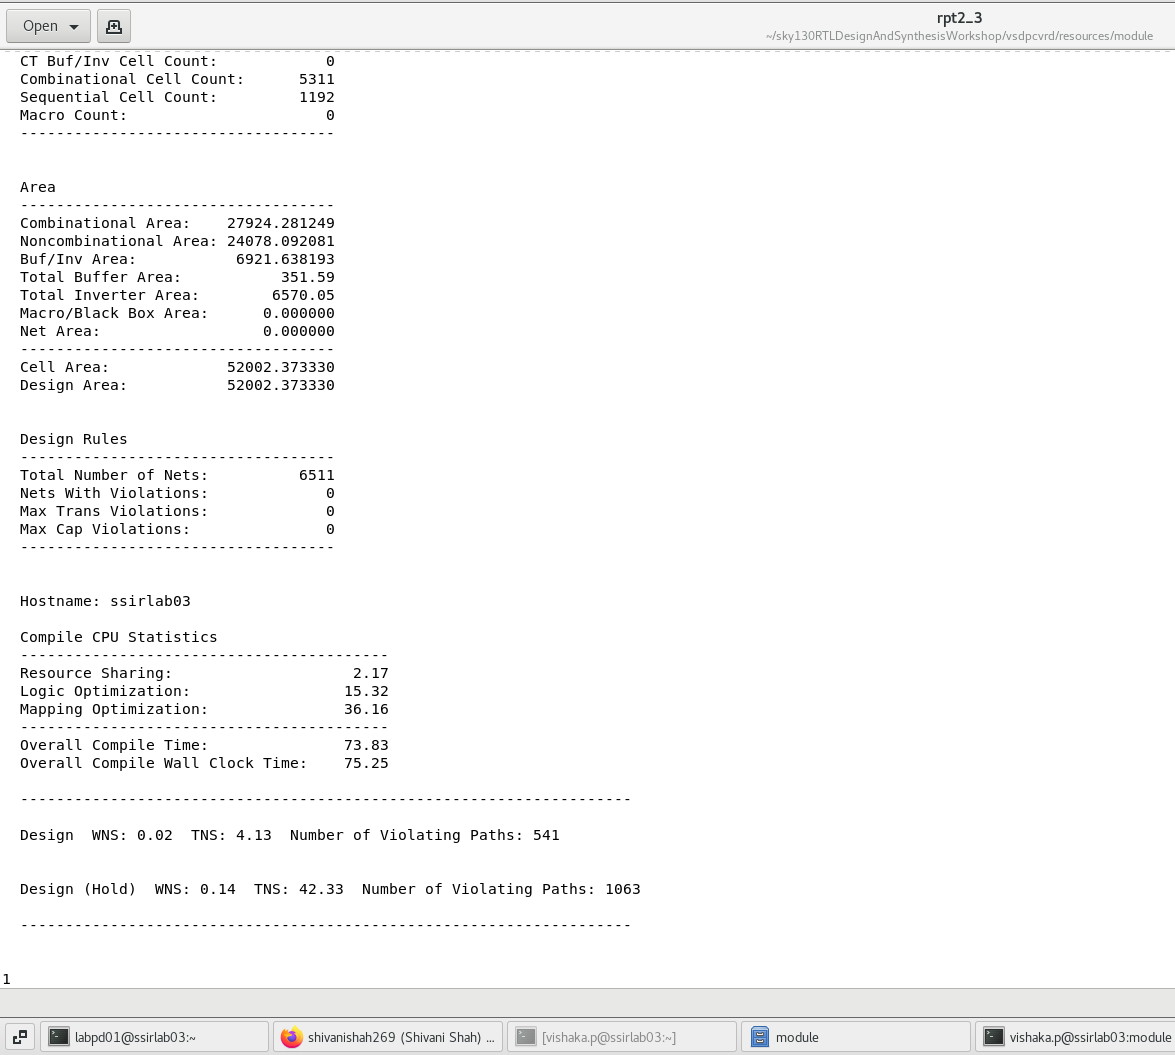 Open
rpt2_3
~/sky130RTLDesignAndSynthesisWorkshop/vsdpcvrd/resources/module
CT Buf/Inv Cell Count:            0
Combinational Cell Count:      5311
Sequential Cell Count:         1192
Macro Count:                      0
-----------------------------------
Area
-----------------------------------
Combinational Area:    27924.281249
Noncombinational Area: 24078.092081
Buf/Inv Area:           6921.638193
Total Buffer Area:           351.59
Total Inverter Area:        6570.05
Macro/Black Box Area:      0.000000
Net Area:                  0.000000
-----------------------------------
Cell Area:             52002.373330
Design Area:           52002.373330
Design Rules
-----------------------------------
Total Number of Nets:          6511
Nets With Violations:             0
Max Trans Violations:             0
Max Cap Violations:               0
-----------------------------------
Hostname: ssirlab03
Compile CPU Statistics
-----------------------------------------
Resource Sharing:                    2.17
Logic Optimization:                 15.32
Mapping Optimization:               36.16
-----------------------------------------
Overall Compile Time:               73.83
Overall Compile Wall Clock Time:    75.25
--------------------------------------------------------------------
Design  WNS: 0.02  TNS: 4.13  Number of Violating Paths: 541
Design (Hold)  WNS: 0.14  TNS: 42.33  Number of Violating Paths: 1063
--------------------------------------------------------------------
1
labpd01@ssirlab03:~
shivanishah269 (Shivani Shah) ...
[vishaka.p@ssirlab03:~]
module
vishaka.p@ssirlab03:module